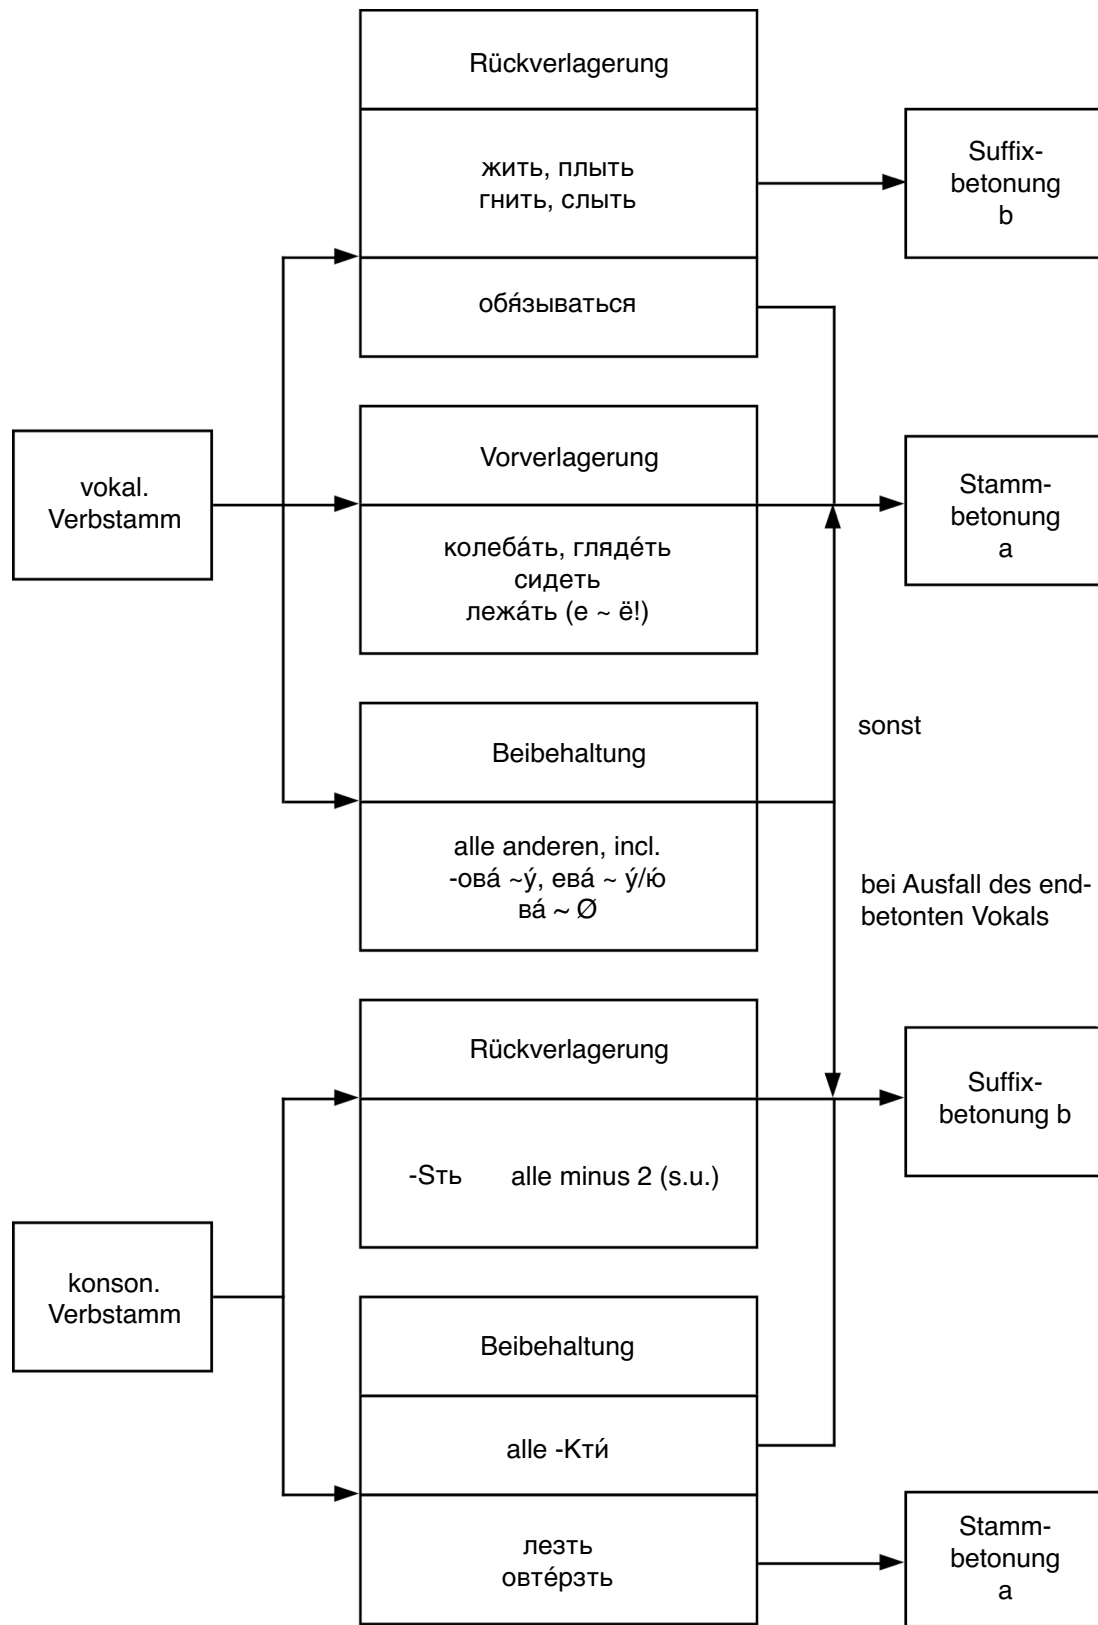 Rückverlagerung
жить, плыть
гнить, слыть
обя́зываться
Suffix-
betonung
b
vokal.
Verbstamm
Vorverlagerung
колеба́ть, гляде́ть
сидеть
лежа́ть (е ~ ё!)
Stamm-
betonung
a
Beibehaltung
alle anderen, incl.
-ова́ ~у́, ева́ ~ у́/ю́
ва́ ~ Ø
sonst
bei Ausfall des end-
betonten Vokals
Rückverlagerung
-Sть alle minus 2 (s.u.)
Suffix-
betonung b
konson.
Verbstamm
Beibehaltung
alle -Kти́
лезть
овте́рзть
Stamm-
betonung
a